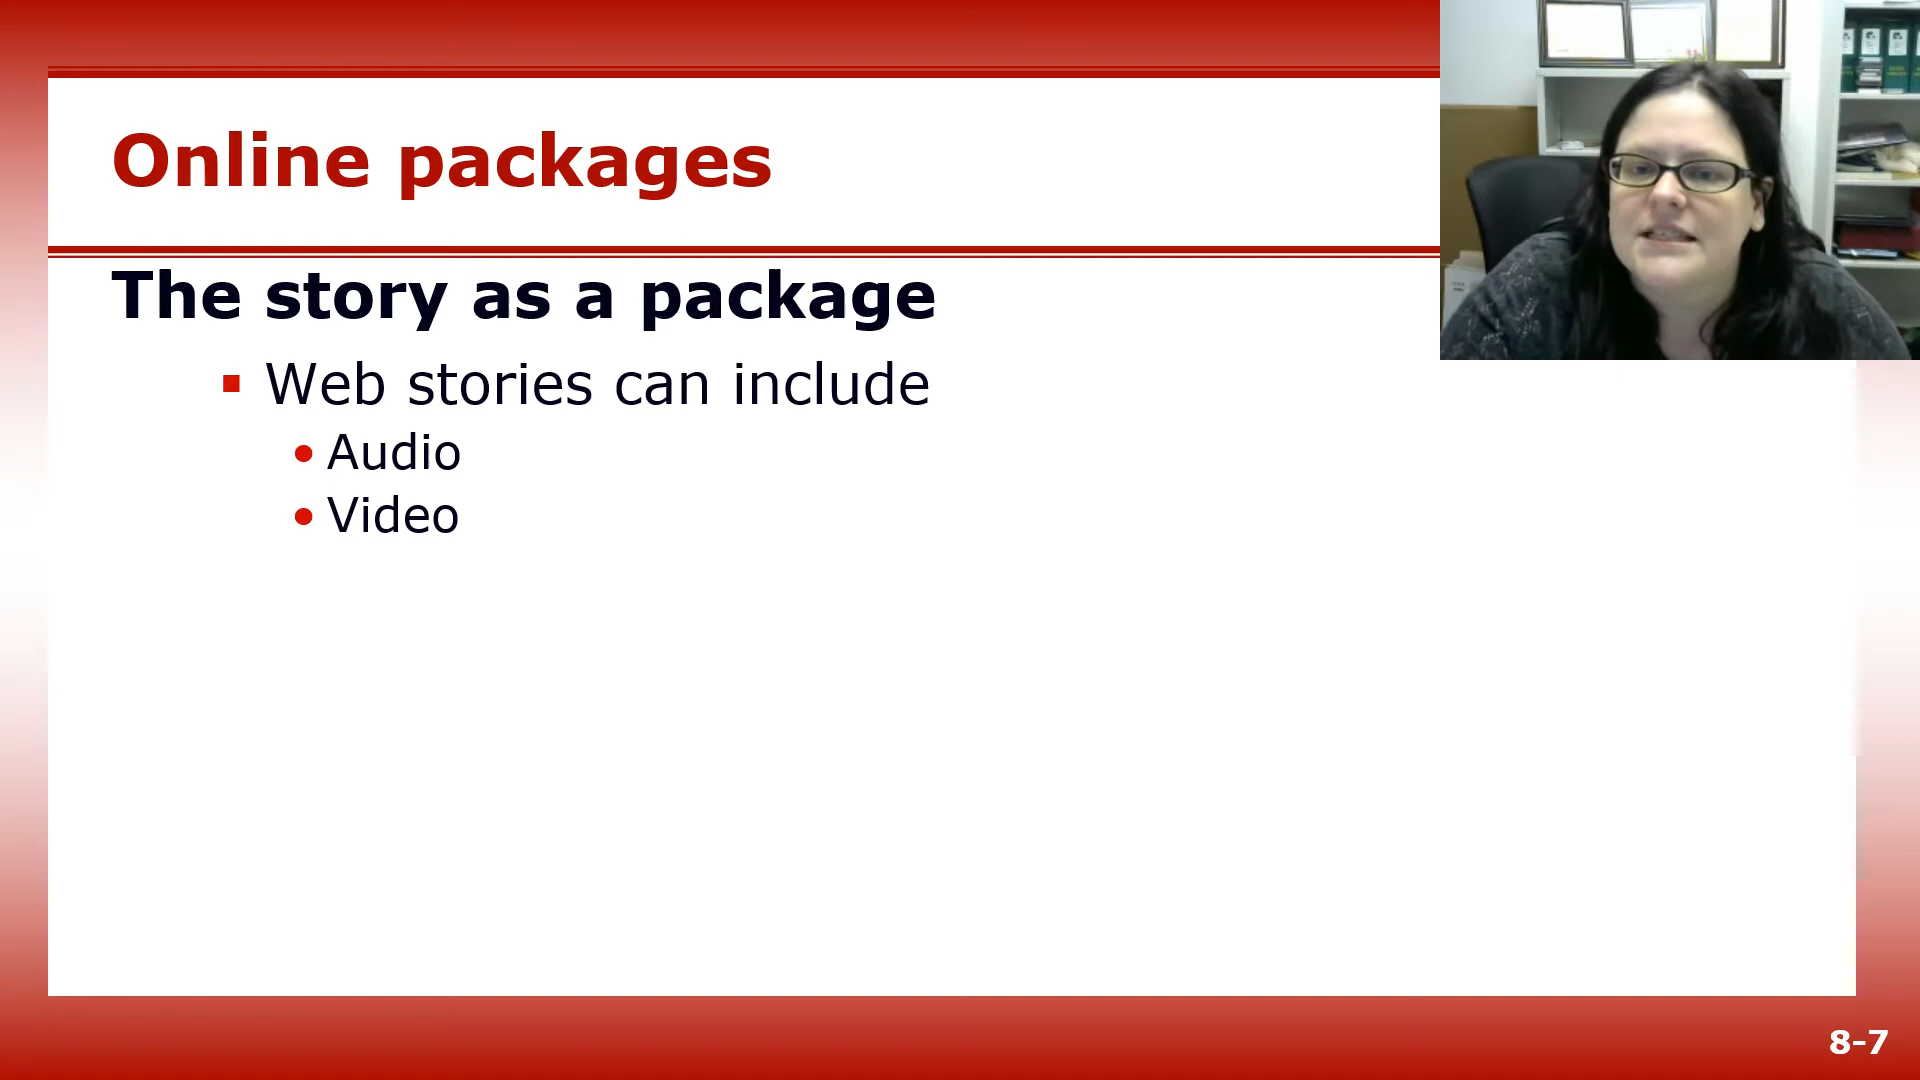 Online packages
The story as a package
Web stories can include
Audio
Video
8-7